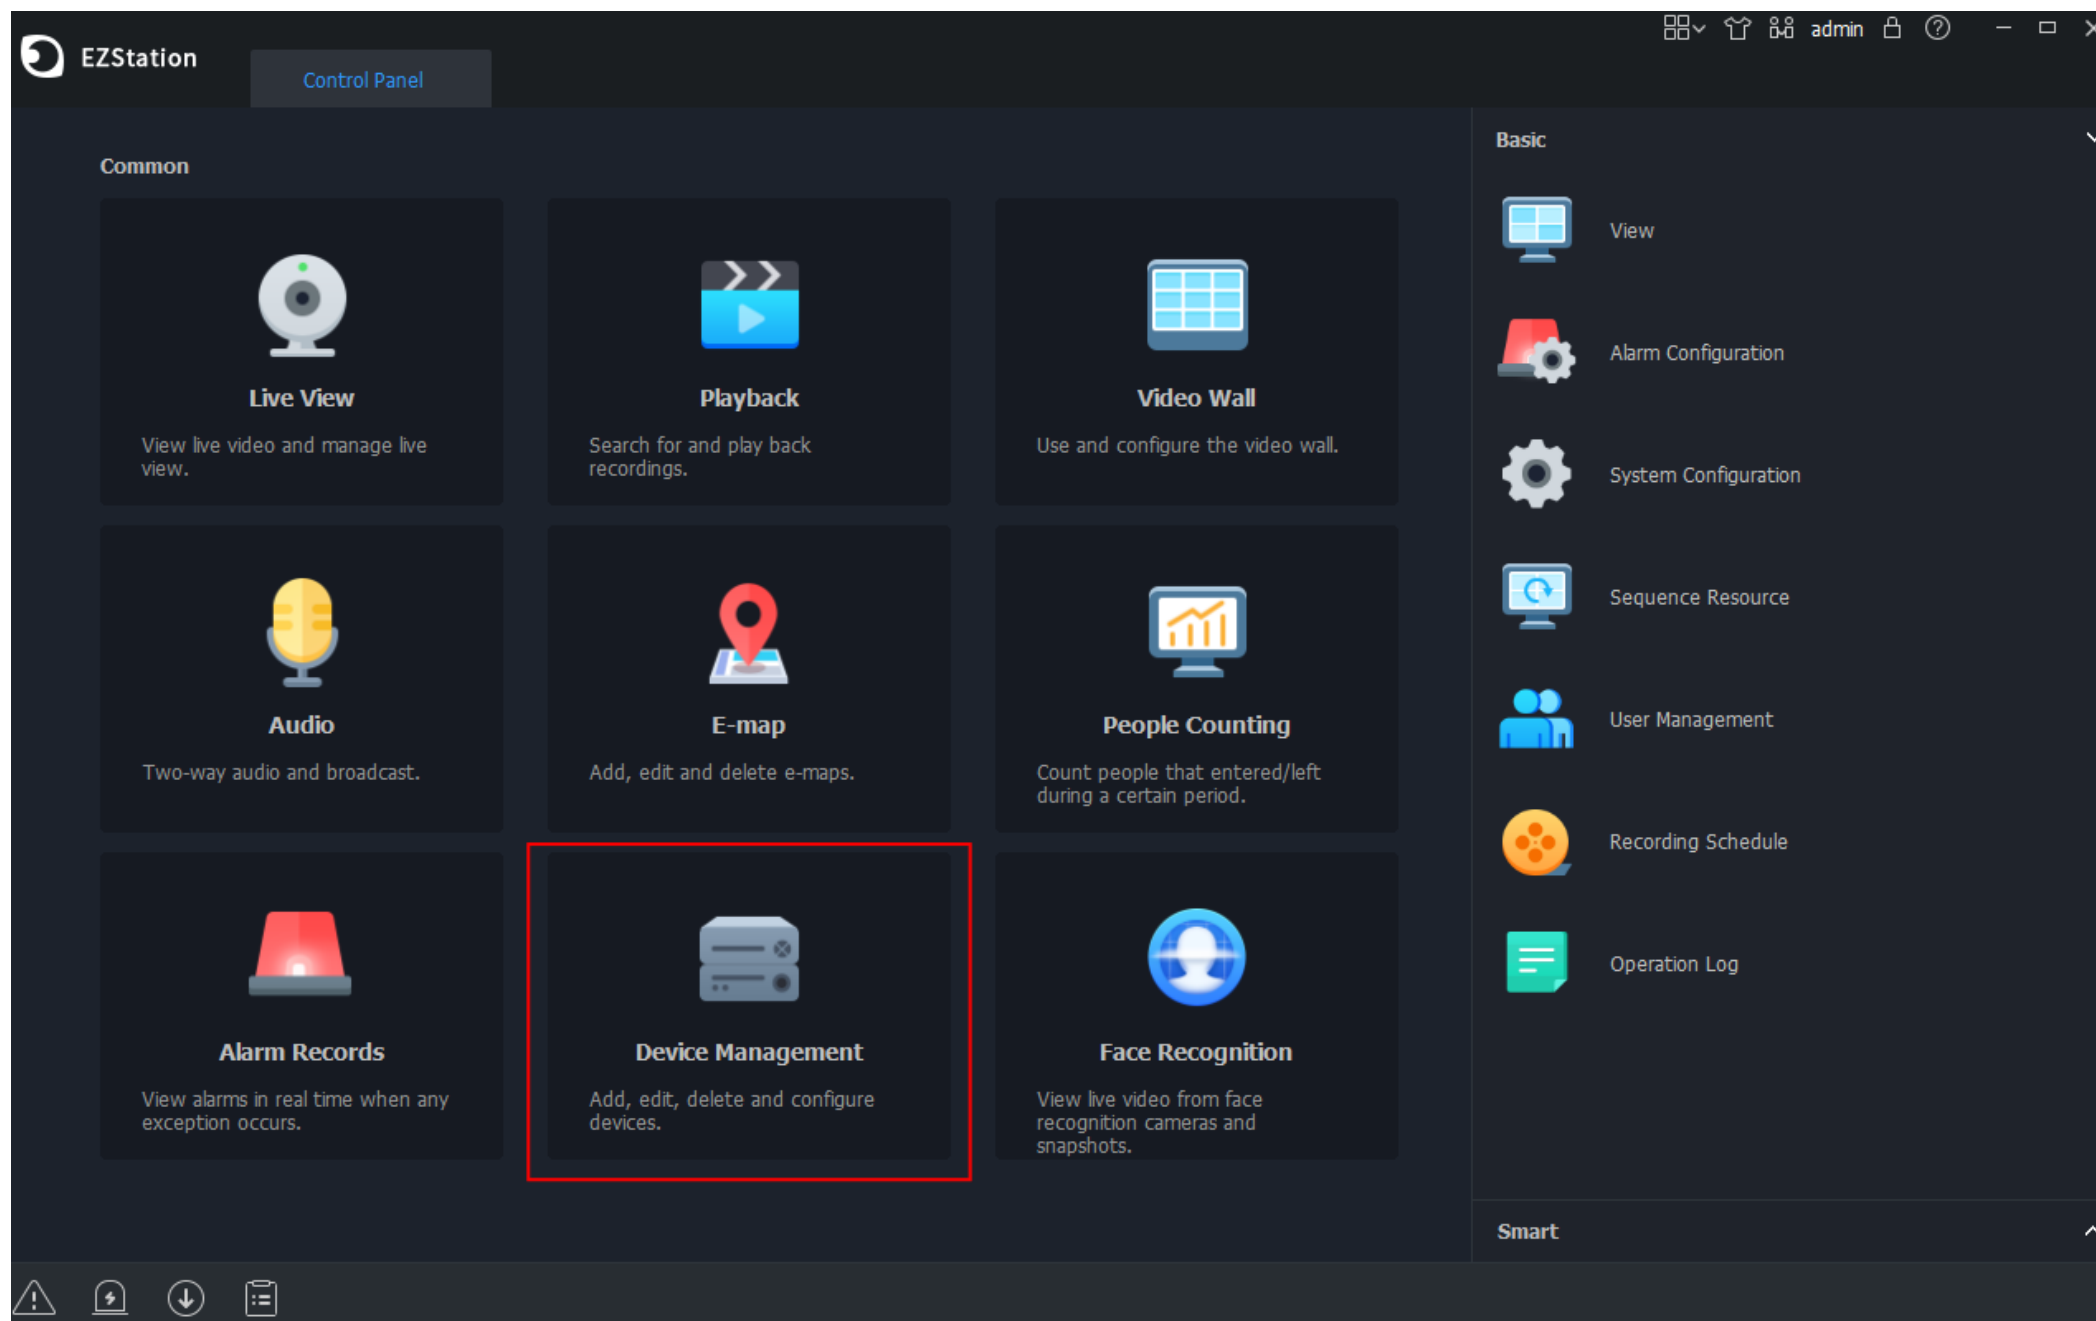 EZStation
Control Panel
admin
Common
Live View
View live video and manage live
view.
Playback
Search for and play back
recordings.
Video Wall
Use and configure the video wall.
Audio
Two-way audio and broadcast.
E-map
Add, edit and delete e-maps.
People Counting
Count people that entered/left
during a certain period.
Alarm Records
View alarms in real time when any
exception occurs.
Device Management
Add, edit, delete and configure
devices.
Face Recognition
View live video from face
recognition cameras and
snapshots.
Basic
View
Alarm Configuration
System Configuration
Sequence Resource
User Management
Recording Schedule
Operation Log
Smart